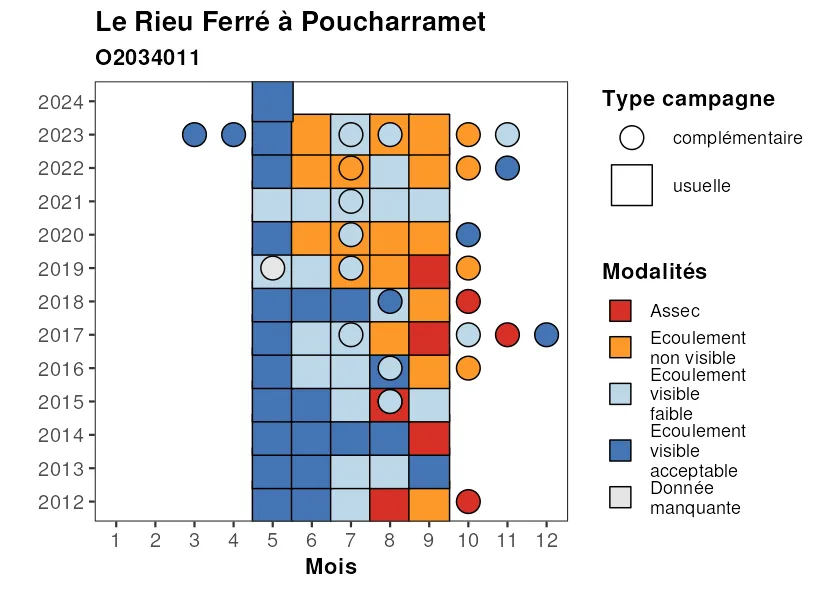 Le Rieu Ferré à Poucharramet
O2034011
2024
2023
2022
2021
2020
2019
2018
2017
2016
2015
2014
2013
2012
1 2 3 4 5 6 7 8 9 10 11 12
Mois
Type campagne
complémentaire
usuelle
Modalités
Assec
Ecoulement
non visible
Ecoulement
visible
faible
Ecoulement
visible
acceptable
Donnée
manquante